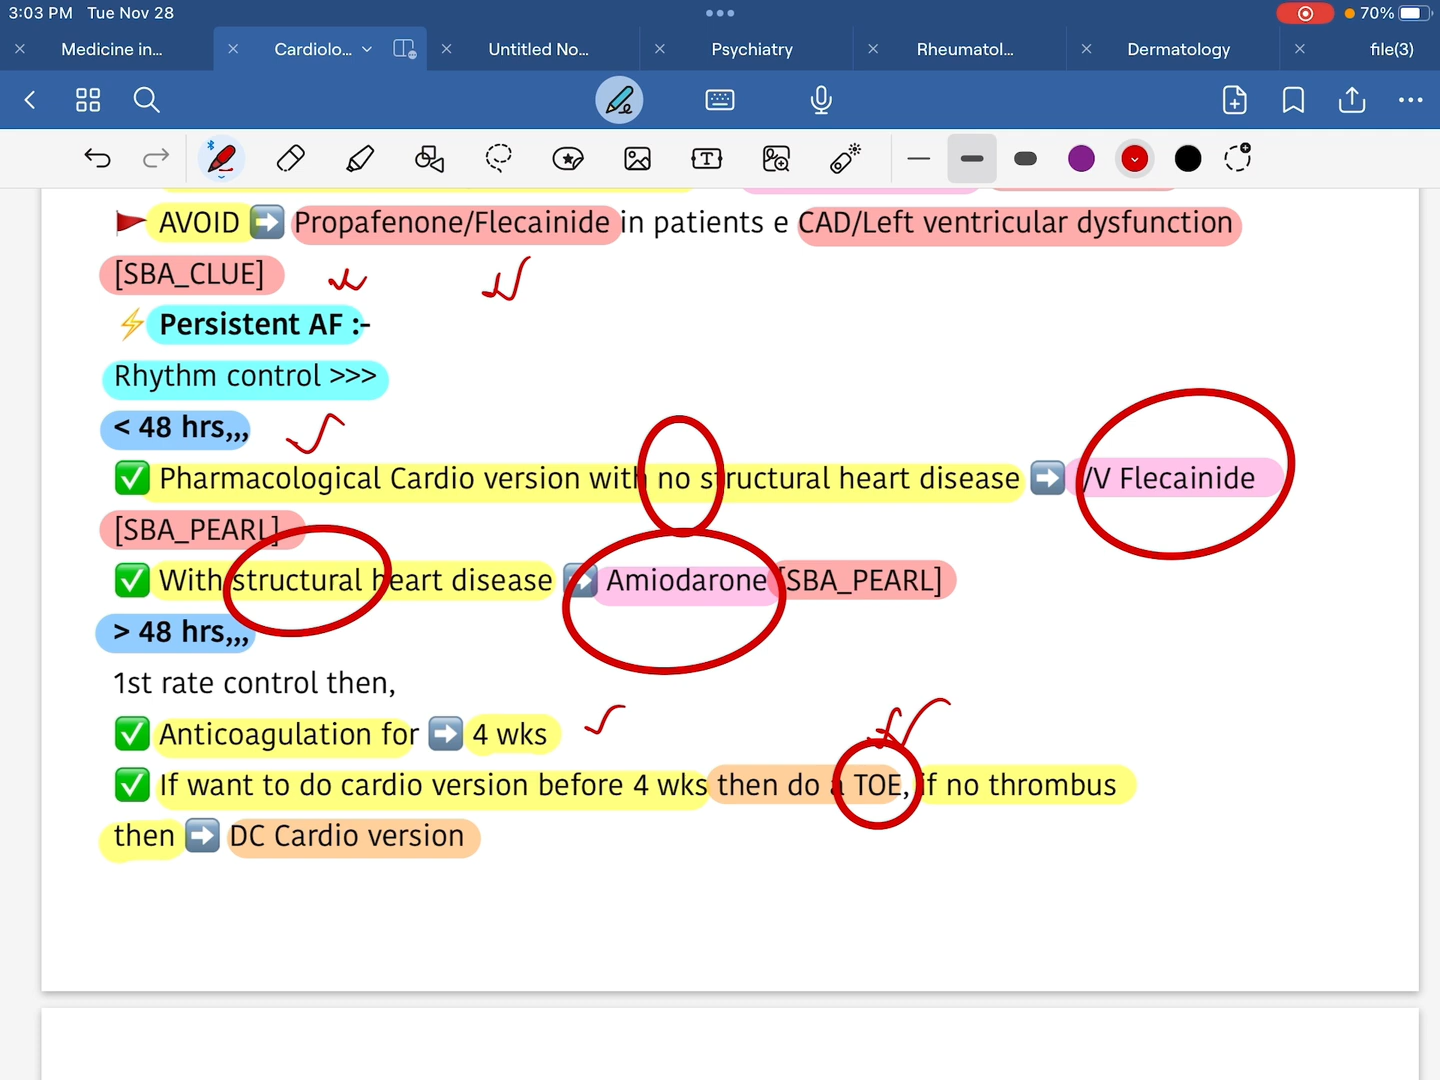 3:03 PM Tue Nov 28
70%
Medicine in...
Cardiolo...
Untitled No...
Psychiatry
Rheumatol...
Dermatology
file(3)
AVOID ➡ Propafenone/Flecainide in patients e CAD/Left ventricular dysfunction
[SBA_CLUE]
⚡ Persistent AF :-
Rhythm control >>>
< 48 hrs,,,
✅ Pharmacological Cardio version with no structural heart disease ➡ I/V Flecainide
[SBA_PEARL]
✅ With structural heart disease ➡ Amiodarone [SBA_PEARL]
> 48 hrs,,,
1st rate control then,
✅ Anticoagulation for ➡ 4 wks
✅ If want to do cardio version before 4 wks then do a TOE, if no thrombus
then ➡ DC Cardio version